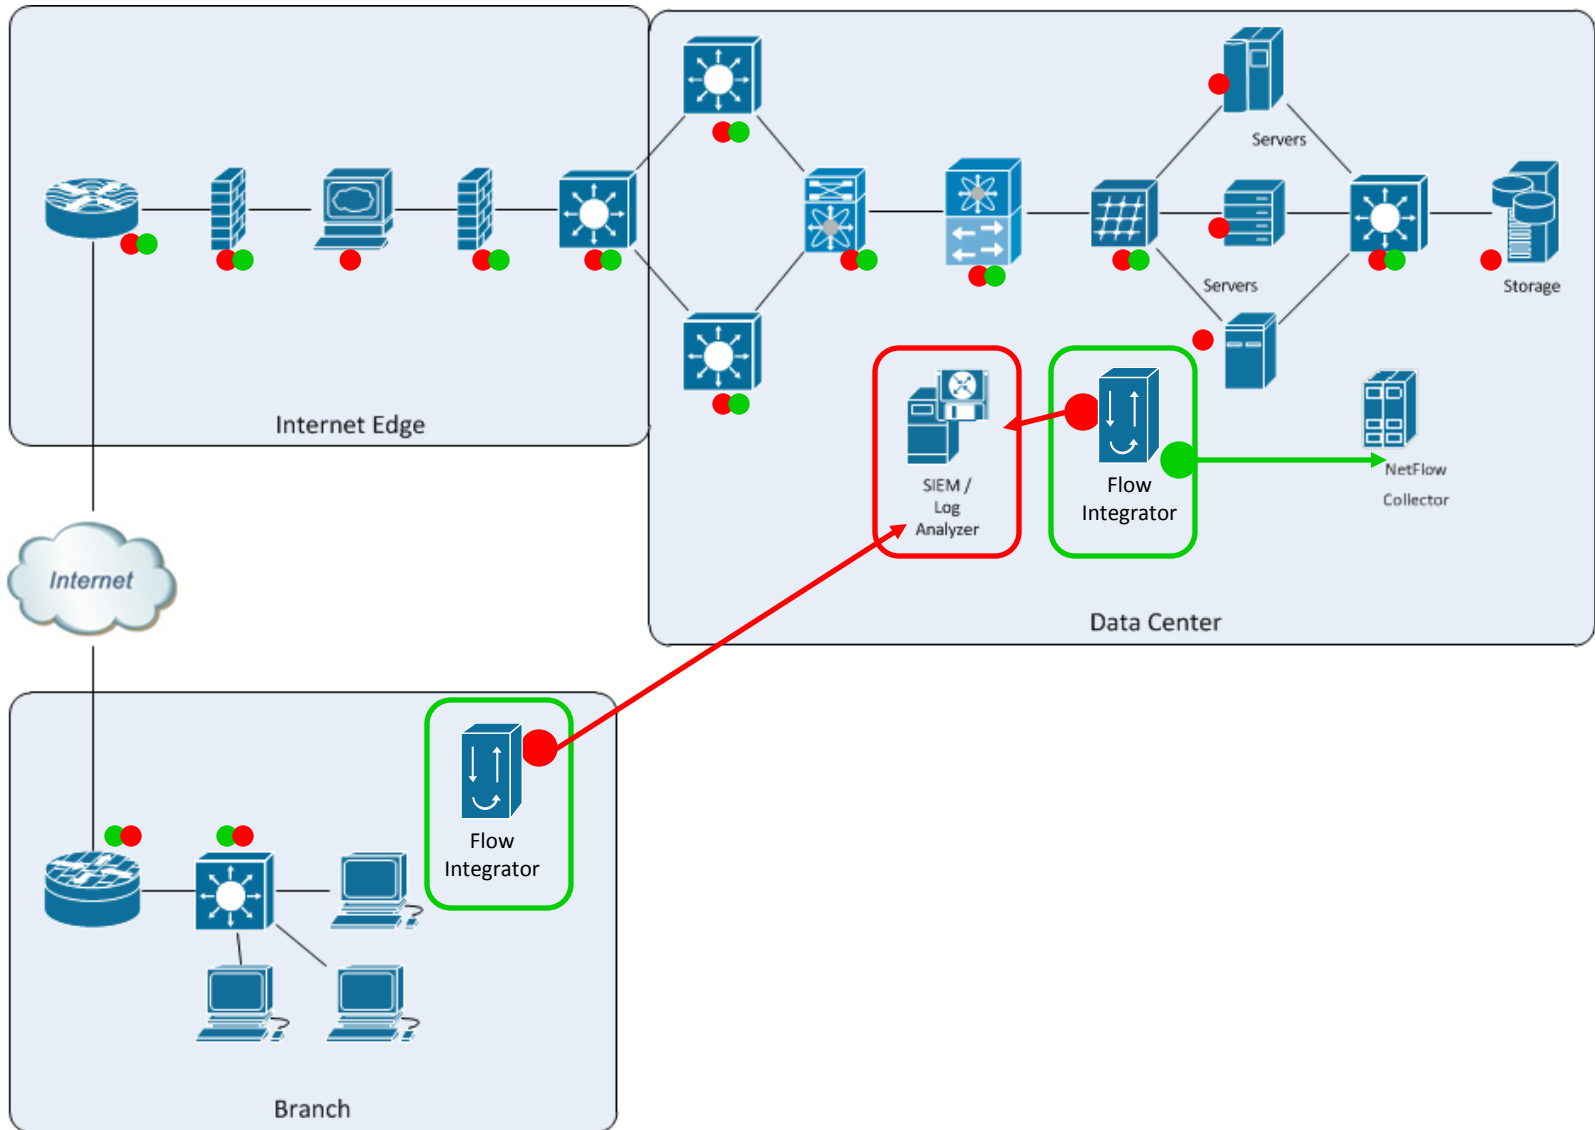 Servers
Servers
Storage
Internet Edge
SIEM /
Log
Analyzer
Flow
Integrator
NetFlow
Collector
Internet
Data Center
Flow
Integrator
Branch